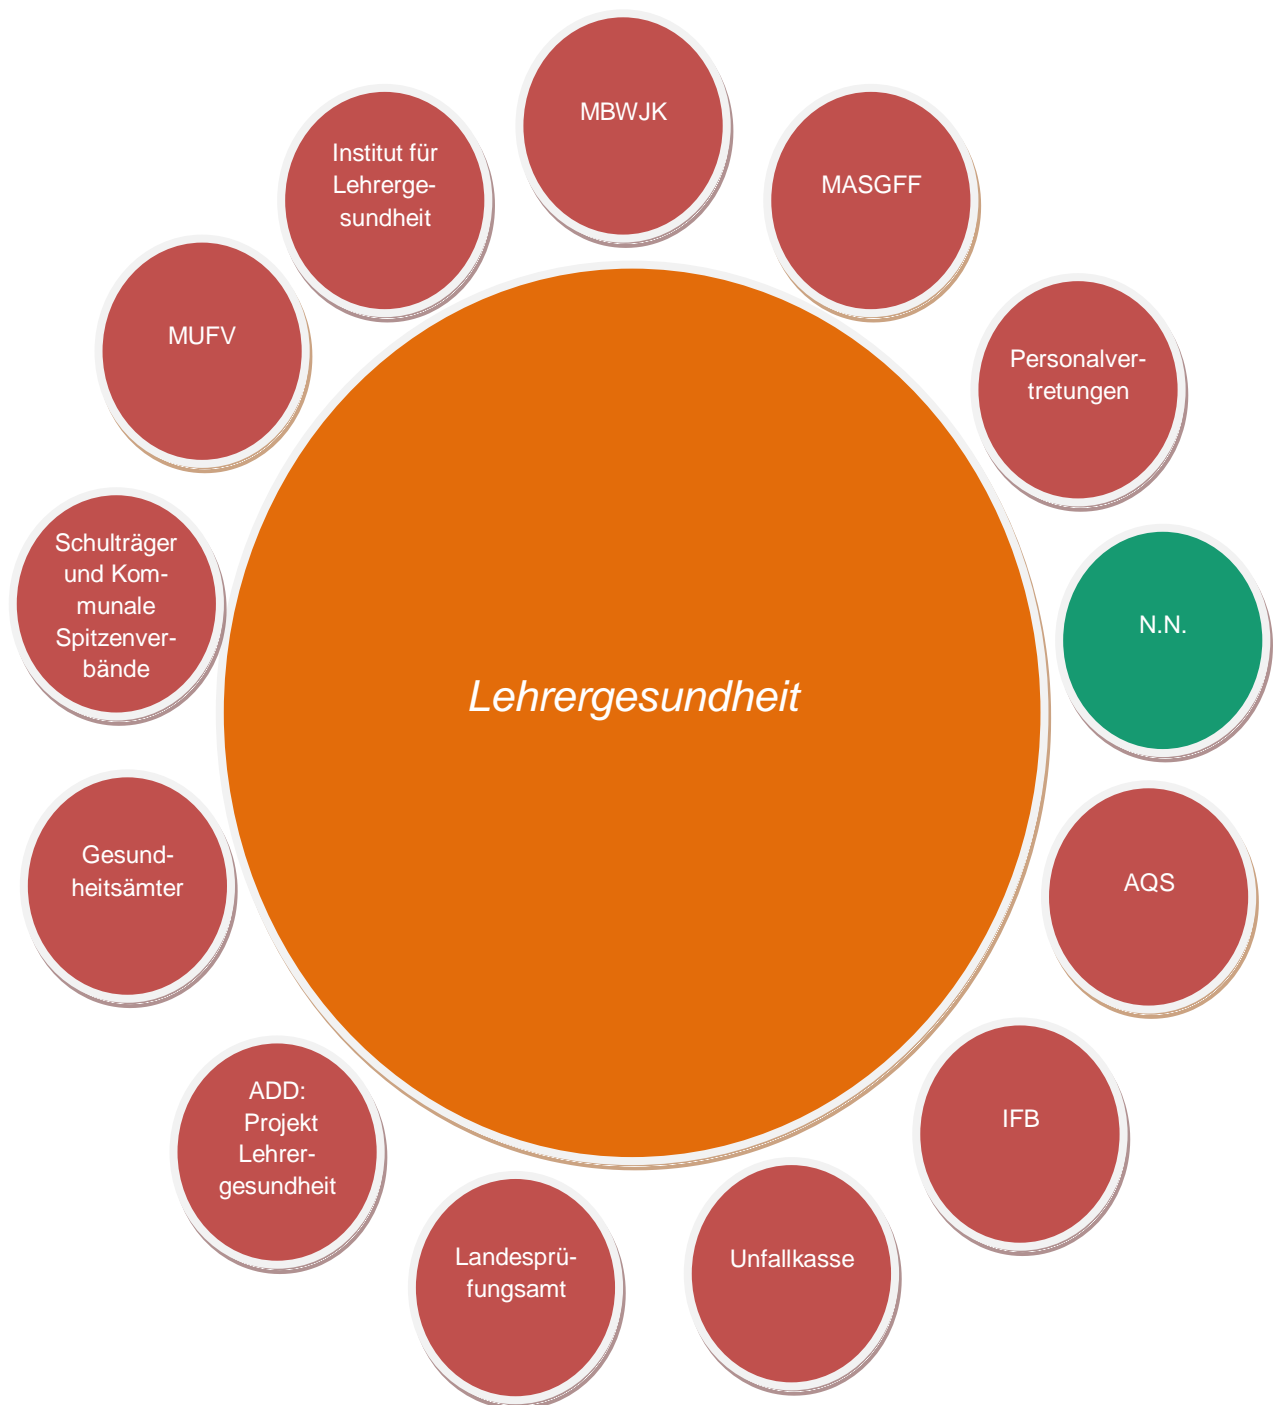 MBWJK
MASGFF
Personalver-
tretungen
N.N.
AQS
IFB
Unfallkasse
Landesprü-
fungsamt
ADD:
Projekt
Lehrer-
gesundheit
Gesund-
heitsämter
Schulträger
und Kom-
munale
Spitzenver-
bände
MUFV
Institut für
Lehrerge-
sundheit
Lehrergesundheit